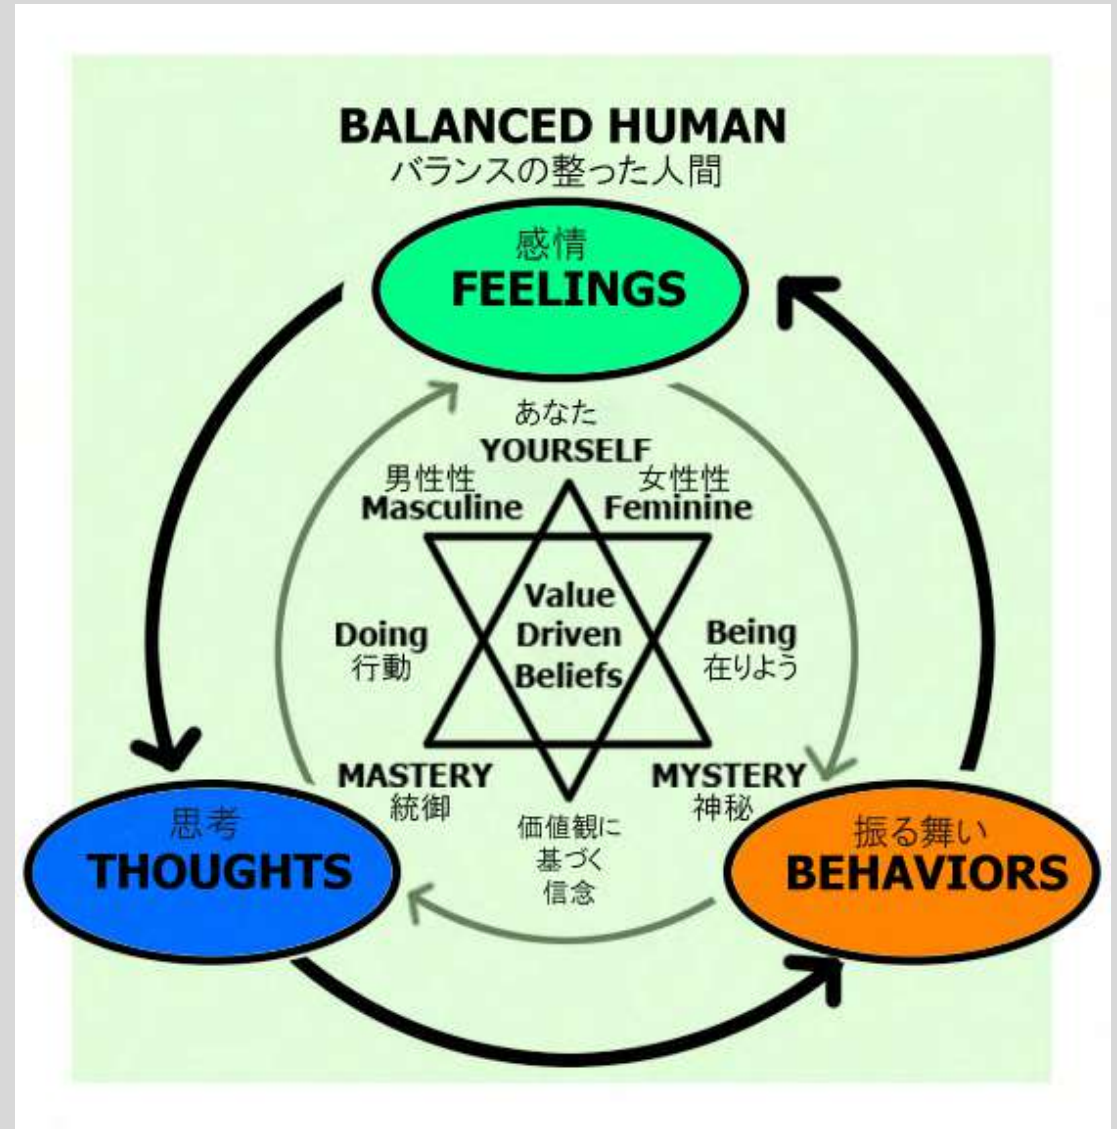 BALANCED HUMAN
バランスの整った人間
感情
FEELINGS
あなた
YOURSELF
男性性
Masculine
女性性
Feminine
Value
Driven
Beliefs
Doing
行動
Being
在りよう
MASTERY
統御
MYSTERY
神秘
価値観に
基づく
信念
思考
THOUGHTS
振る舞い
BEHAVIORS